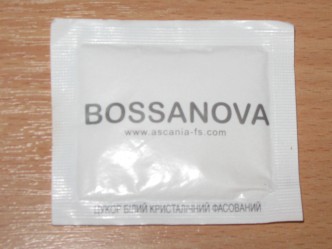 BOSSANOVA
www.ascania-fs.com
ЦУКОР БІЛИЙ КРИСТАЛІЧНИЙ ФАСОВАНИЙ